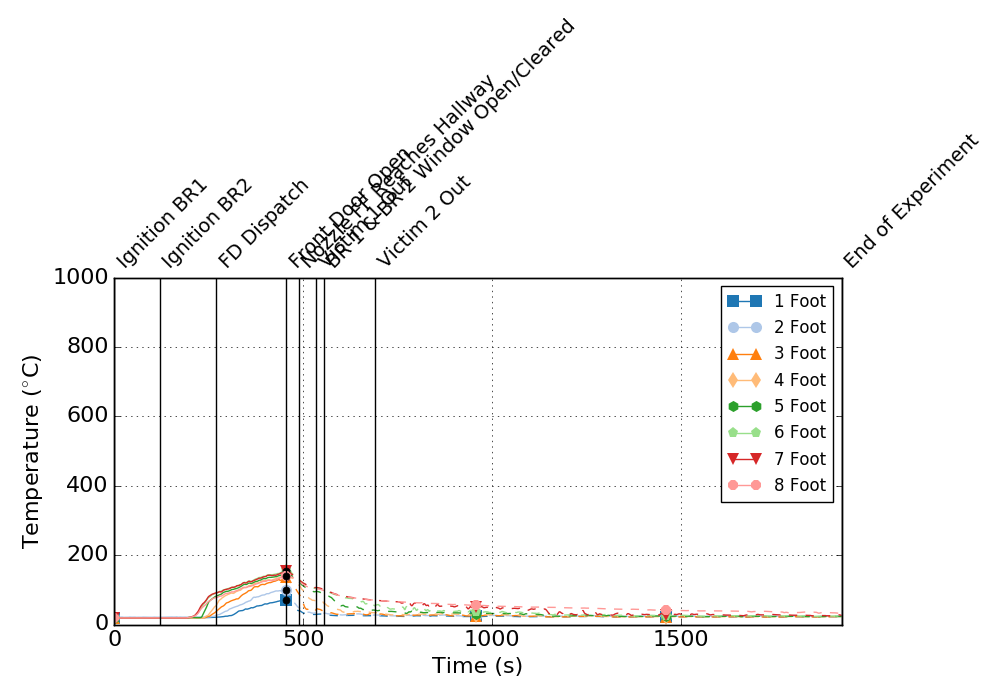 Ignition BR1
Ignition BR2
FD Dispatch
Front Door Open
Nozzle FF Reaches Hallway
Victim 1 Out
BR 1 & BR 2 Window Open/Cleared
Victim 2 Out
End of Experiment
1000
800
600
400
200
0
Temperature (°C)
0
500
1000
1500
Time (s)
1 Foot
2 Foot
3 Foot
4 Foot
5 Foot
6 Foot
7 Foot
8 Foot